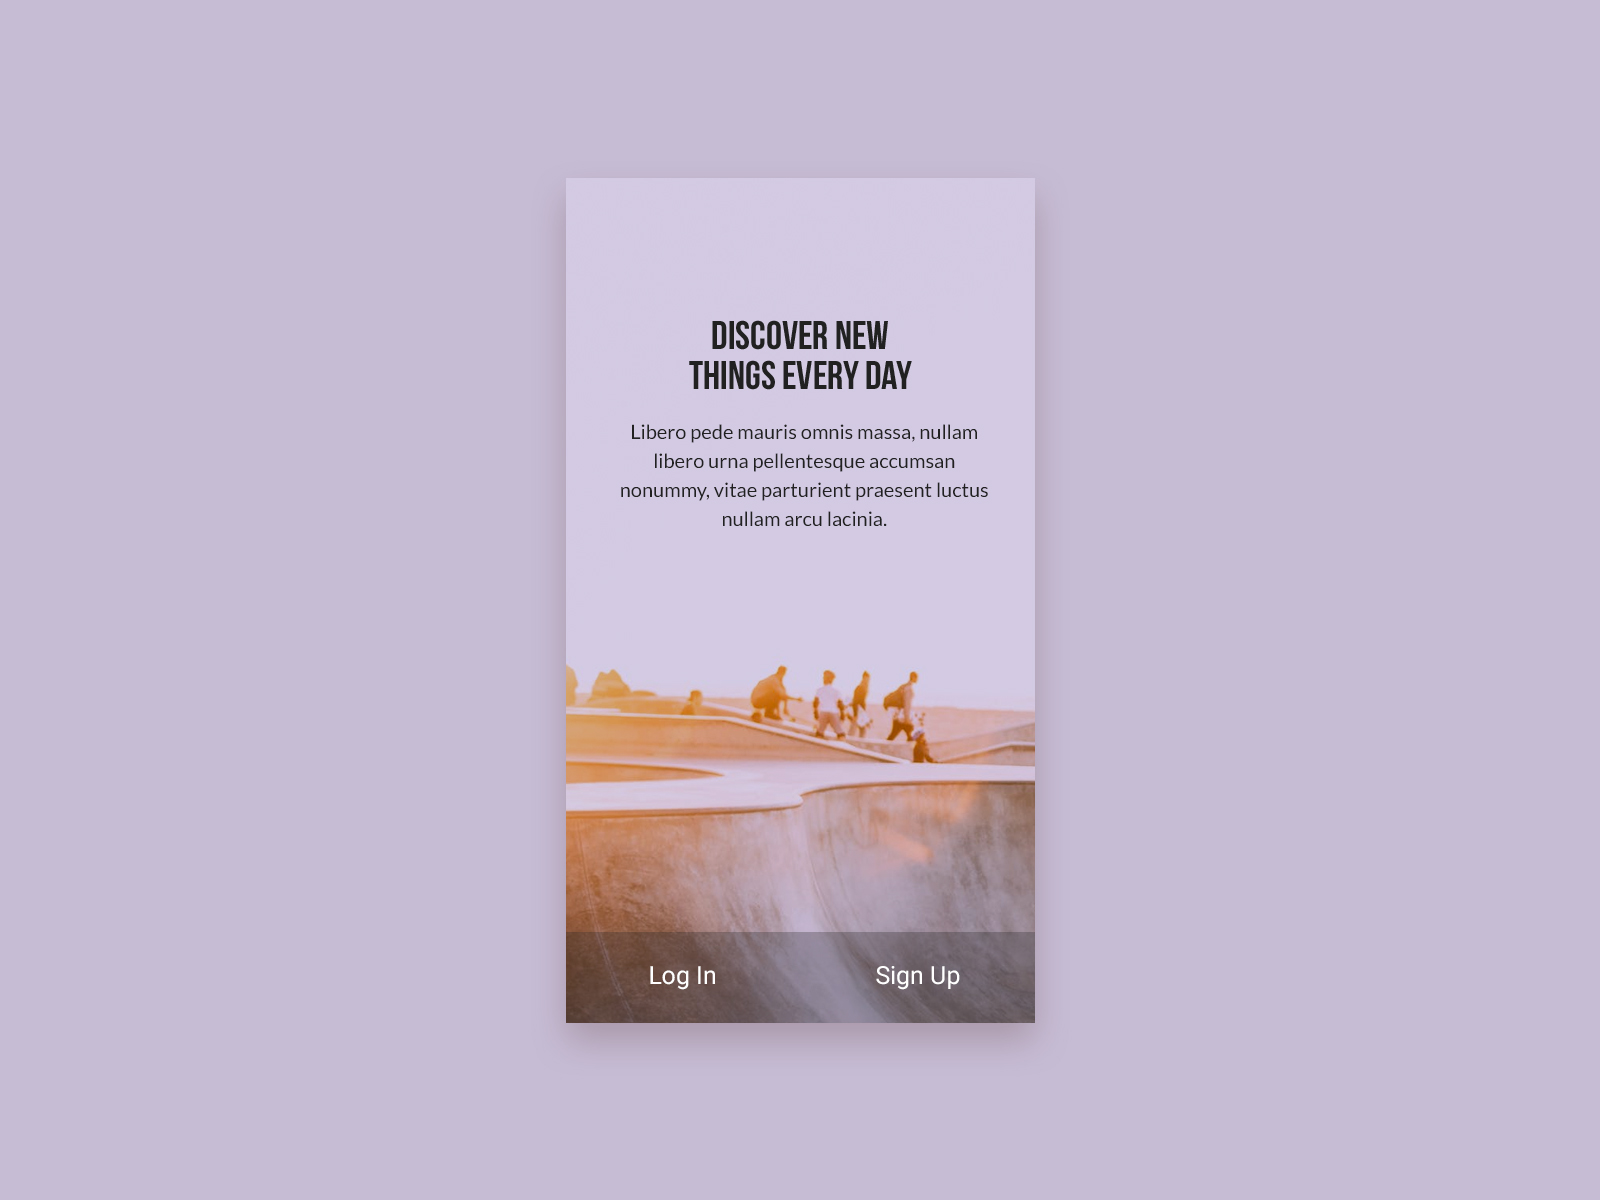 DISCOVER NEW
THINGS EVERY DAY
Libero pede mauris omnis massa, nullam
libero urna pellentesque accumsan
nonummy, vitae parturient praesent luctus
nullam arcu lacinia.
Log In
Sign Up